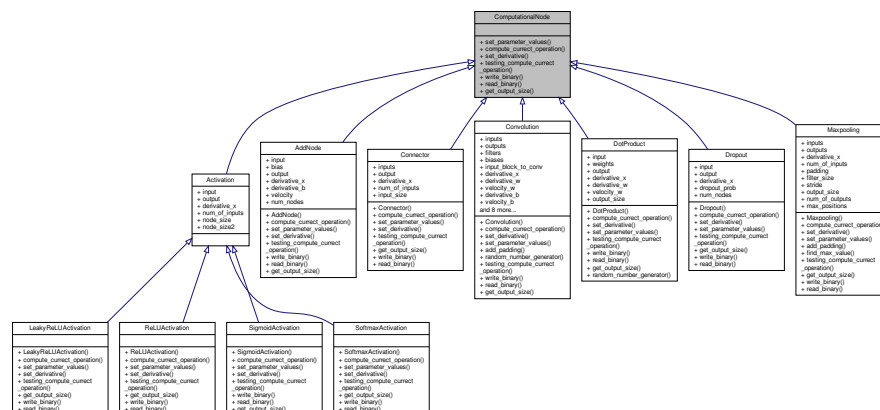 ComputationalNode
+ set_parameter_values()
+ compute_currect_operation()
+ set_derivative()
+ testing_compute_currect
_operation()
+ write_binary()
+ read_binary()
+ get_output_size()
Activation
+ input
+ output
+ derivative_x
+ num_of_inputs
+ node_size
+ node_size2
AddNode
+ input
+ bias
+ output
+ derivative_x
+ derivative_b
+ velocity
+ num_nodes
+ AddNode()
+ compute_currect_operation()
+ set_parameter_values()
+ set_derivative()
+ testing_compute_currect
_operation()
+ write_binary()
+ read_binary()
+ get_output_size()
Connector
+ inputs
+ output
+ derivative_x
+ num_of_inputs
+ input_size
+ Connector()
+ compute_currect_operation()
+ set_parameter_values()
+ set_derivative()
+ testing_compute_currect
_operation()
+ get_output_size()
+ write_binary()
+ read_binary()
Convolution
+ inputs
+ outputs
+ filters
+ biases
+ input_block_to_conv
+ derivative_x
+ derivative_w
+ velocity_w
+ derivative_b
+ velocity_b
and 8 more...
+ Convolution()
+ compute_currect_operation()
+ set_derivative()
+ set_parameter_values()
+ add_padding()
+ random_number_generator()
+ testing_compute_currect
_operation()
+ write_binary()
+ read_binary()
+ get_output_size()
DotProduct
+ input
+ weights
+ output
+ derivative_x
+ derivative_w
+ velocity_w
+ output_size
+ DotProduct()
+ compute_currect_operation()
+ set_derivative()
+ set_parameter_values()
+ testing_compute_currect
_operation()
+ write_binary()
+ read_binary()
+ get_output_size()
+ random_number_generator()
Dropout
+ input
+ output
+ derivative_x
+ dropout_prob
+ num_nodes
+ Dropout()
+ compute_currect_operation()
+ set_derivative()
+ set_parameter_values()
+ testing_compute_currect
_operation()
+ get_output_size()
+ write_binary()
+ read_binary()
Maxpooling
+ inputs
+ outputs
+ derivative_x
+ num_of_inputs
+ padding
+ filter_size
+ stride
+ output_size
+ num_of_outputs
+ max_positions
+ Maxpooling()
+ compute_currect_operation()
+ set_derivative()
+ set_parameter_values()
+ add_padding()
+ find_max_value()
+ testing_compute_currect
_operation()
+ get_output_size()
+ write_binary()
+ read_binary()
LeakyReLUActivation
+ LeakyReLUActivation()
+ compute_currect_operation()
+ set_parameter_values()
+ set_derivative()
+ testing_compute_currect
_operation()
+ get_output_size()
+ write_binary()
+ read_binary()
ReLUActivation
+ ReLUActivation()
+ compute_currect_operation()
+ set_parameter_values()
+ set_derivative()
+ testing_compute_currect
_operation()
+ get_output_size()
+ write_binary()
+ read_binary()
SigmoidActivation
+ SigmoidActivation()
+ compute_currect_operation()
+ set_parameter_values()
+ set_derivative()
+ testing_compute_currect
_operation()
+ write_binary()
+ read_binary()
+ get_output_size()
SoftmaxActivation
+ SoftmaxActivation()
+ compute_currect_operation()
+ set_parameter_values()
+ set_derivative()
+ testing_compute_currect
_operation()
+ get_output_size()
+ write_binary()
+ read_binary()